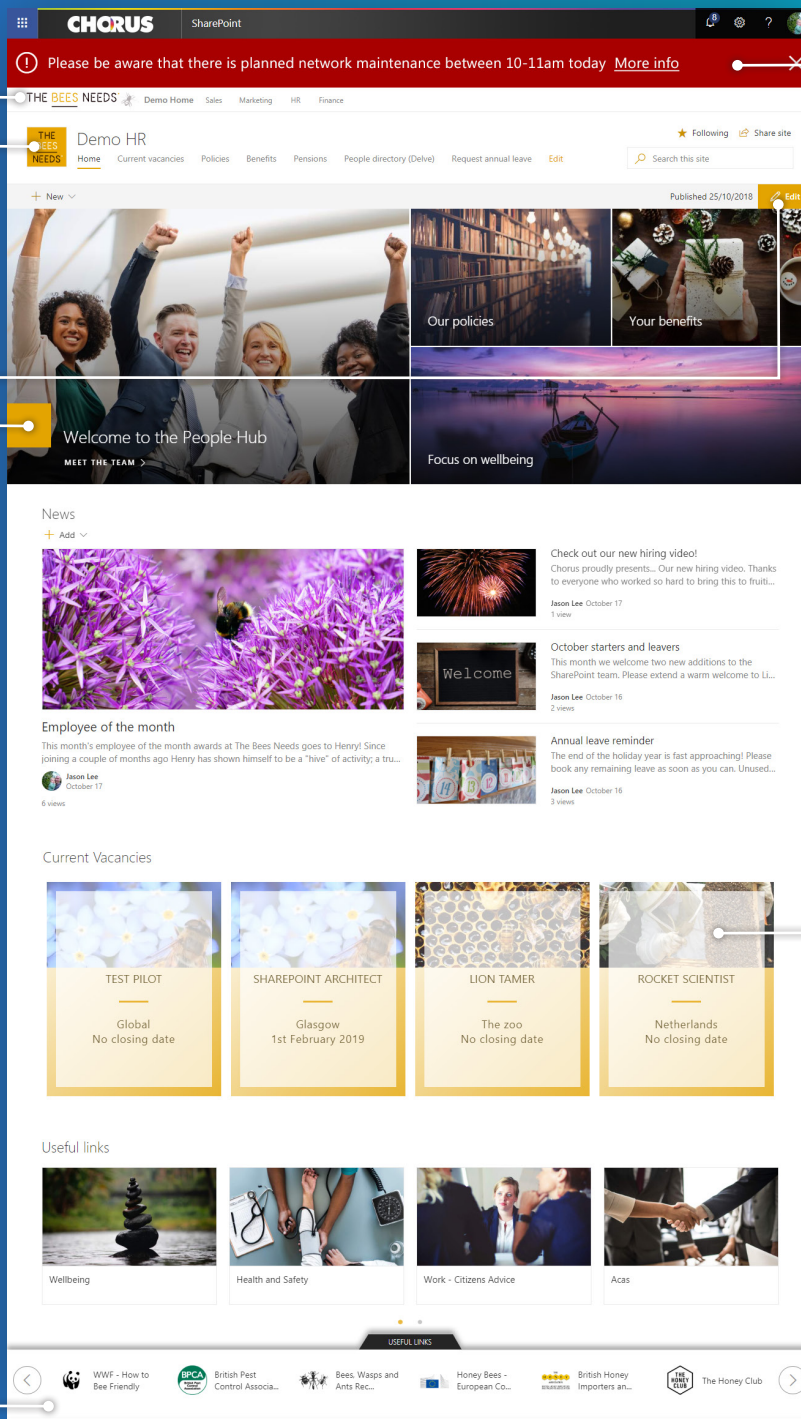 CHORUS
SharePoint
8
?
Please be aware that there is planned network maintenance between 10-11am today More info
THE BEES NEEDS
Demo Home Sales Marketing HR Finance
THE
BEES
NEEDS
Demo HR
Following Share site
Home Current vacancies Policies Benefits Pensions People directory (Delve) Request annual leave Edit
Search this site
+ New
Published 25/10/2018
Edit
Our policies
Your benefits
Welcome to the People Hub
MEET THE TEAM >
Focus on wellbeing
News
+ Add
Employee of the month
This month's employee of the month awards at The Bees Needs goes to Henry! Since
joining a couple of months ago Henry has shown himself to be a "hive" of activity; a tru...
Jason Lee
October 17
6 views
Check out our new hiring video!
Chorus proudly presents... Our new hiring video. Thanks
to everyone who worked so hard to bring this to fruiti...
Jason Lee October 17
1 view
Welcome
October starters and leavers
This month we welcome two new additions to the
SharePoint team. Please extend a warm welcome to Li...
Jason Lee October 16
2 views
Annual leave reminder
The end of the holiday year is fast approaching! Please
book any remaining leave as soon as you can. Unused...
Jason Lee October 16
3 views
Current Vacancies
TEST PILOT
Global
No closing date
SHAREPOINT ARCHITECT
Glasgow
1st February 2019
LION TAMER
The zoo
No closing date
ROCKET SCIENTIST
Netherlands
No closing date
Useful links
Wellbeing
Health and Safety
Work - Citizens Advice
Acas
USEFUL LINKS
WWF - How to
Bee Friendly
BPCA
British Pest
Control Associa...
Bees, Wasps and
Ants Rec...
Honey Bees -
European Co...
British Honey
Importers an...
THE
HONEY
CLUB
The Honey Club